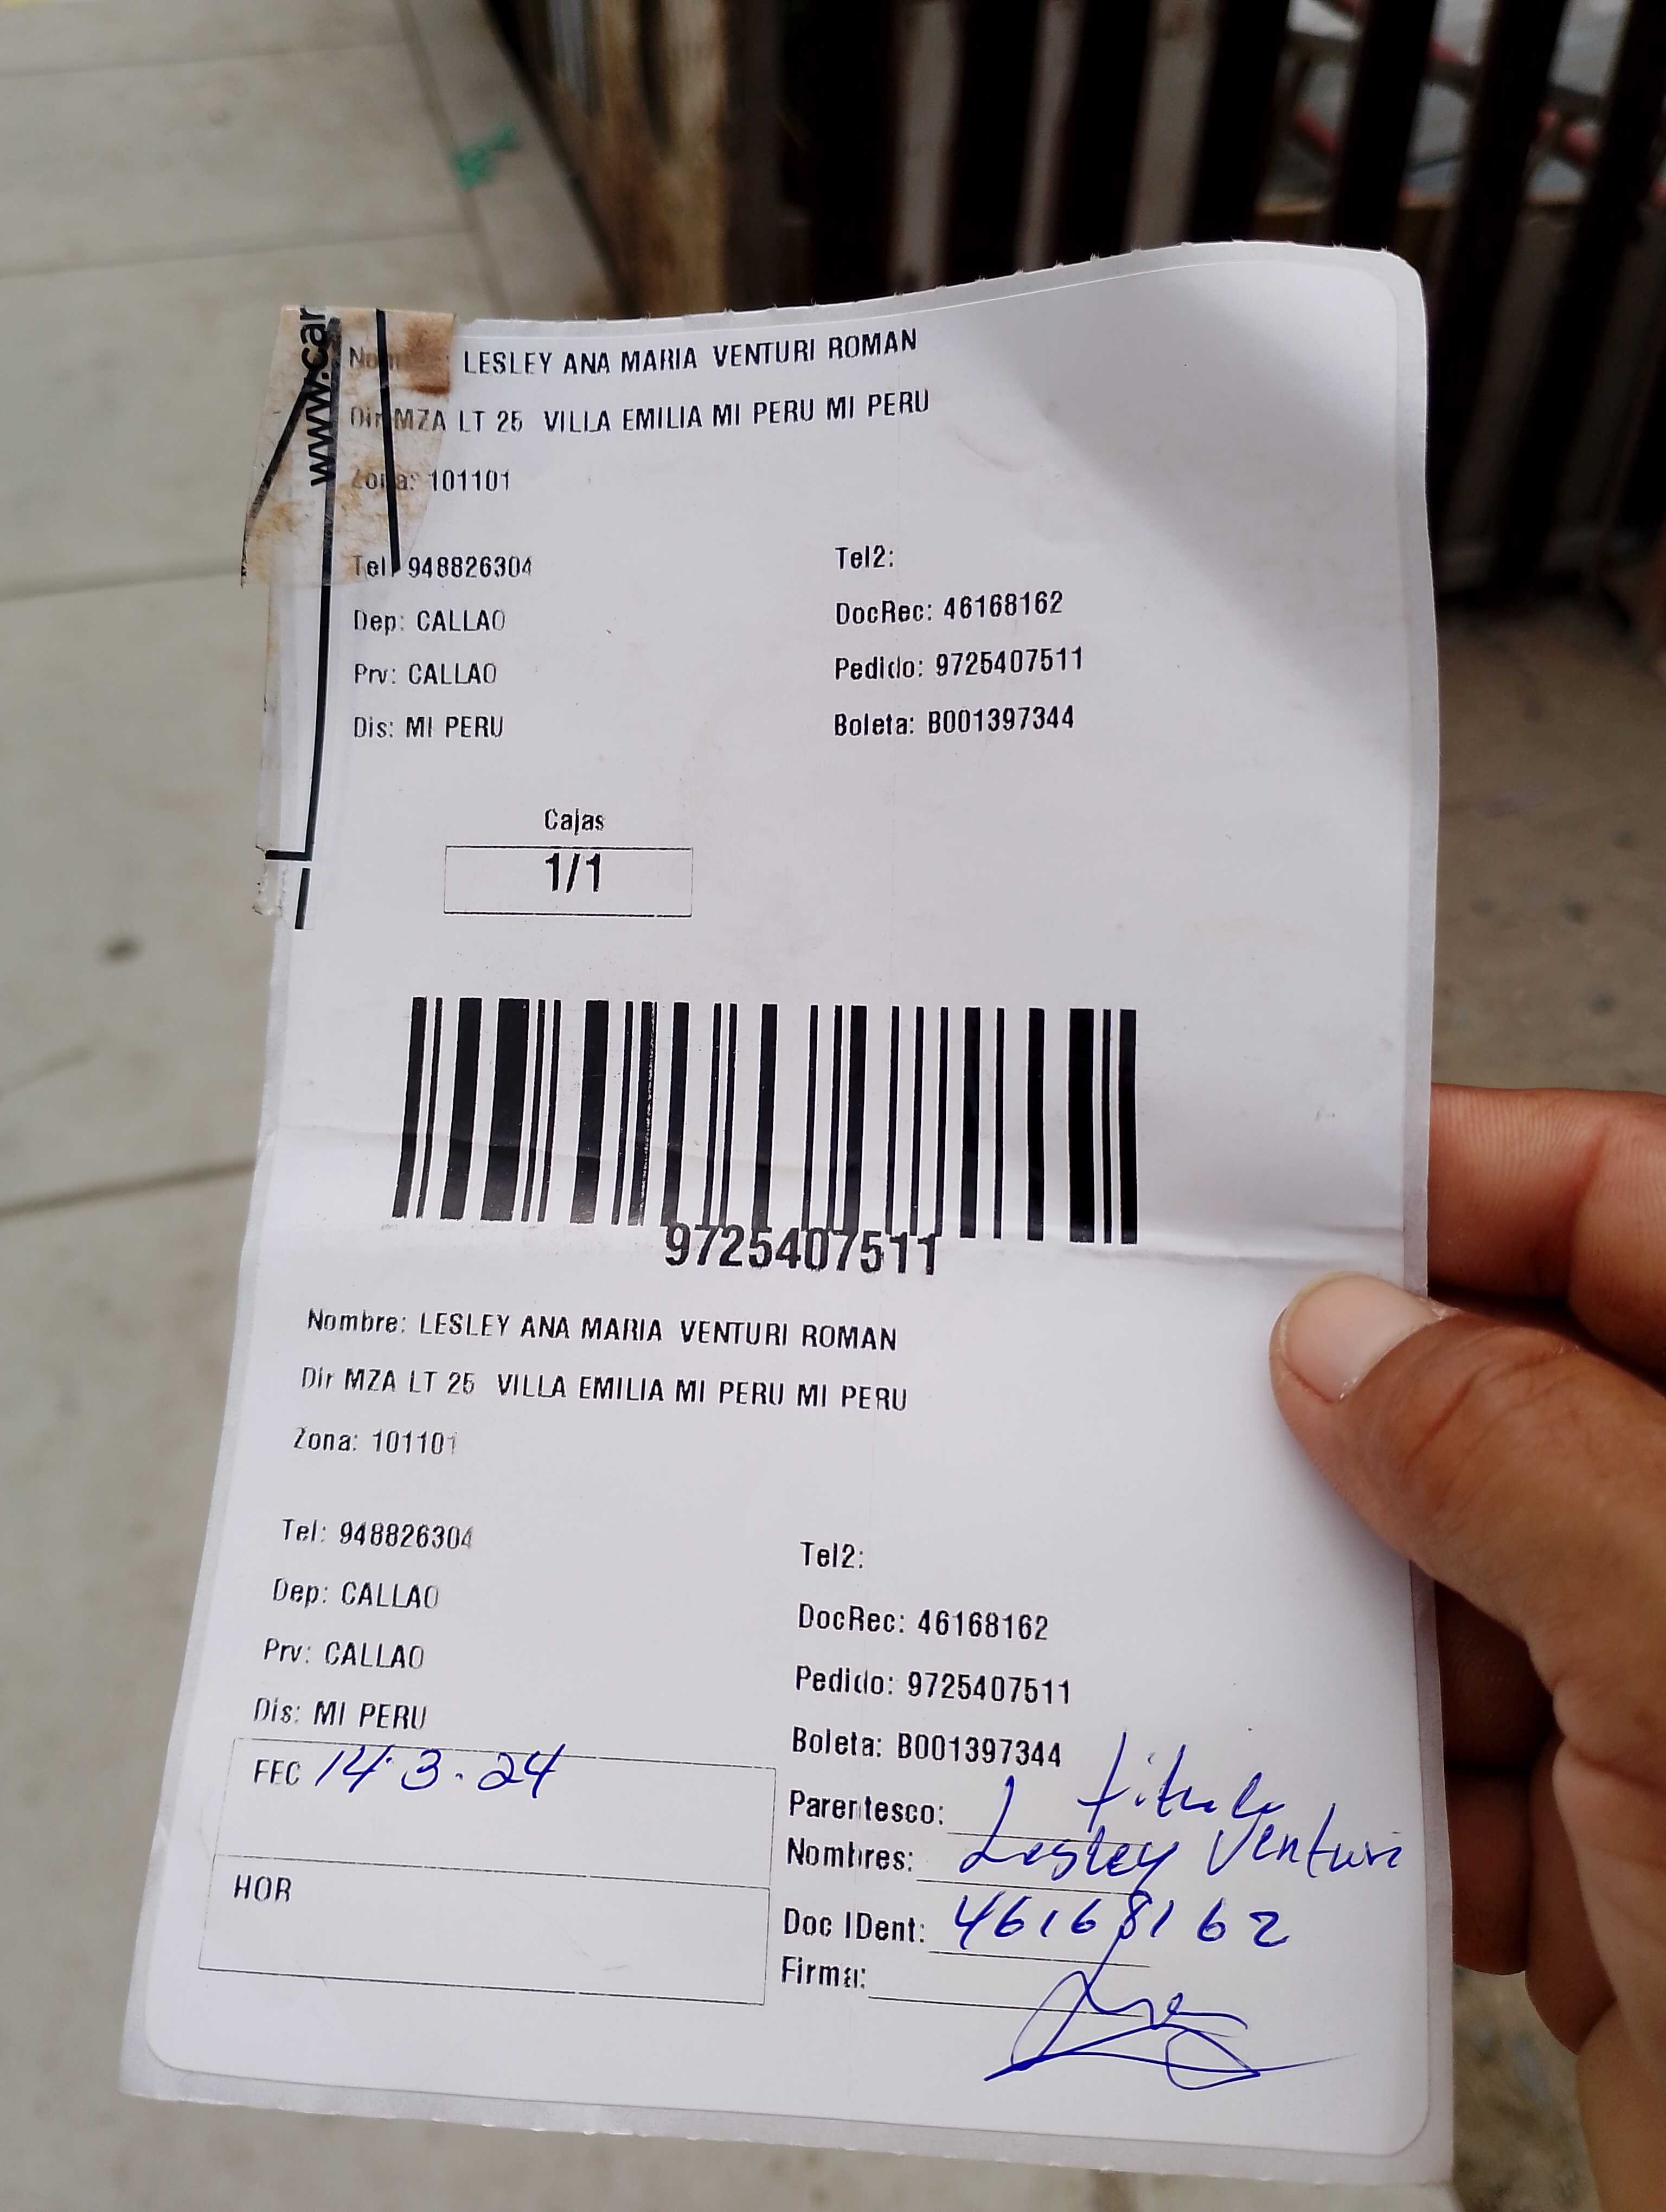 www.car
Nombre: LESLEY ANA MARIA VENTURI ROMAN
Dir MZA LT 25 VILLA EMILIA MI PERU MI PERU
Zona: 101101
Tel: 948826304 Tel2:
Dep: CALLAO DocRec: 46168162
Prv: CALLAO Pedido: 9725407511
Dis: MI PERU Boleta: B001397344
Cajas
1/1
9725407511
Nombre: LESLEY ANA MARIA VENTURI ROMAN
Dir MZA LT 25 VILLA EMILIA MI PERU MI PERU
Zona: 101101
Tel: 948826304 Tel2:
Dep: CALLAO DocRec: 46168162
Prv: CALLAO Pedido: 9725407511
Dis: MI PERU Boleta: B001397344
FEC 14.3.24
HOR
Parentesco: titular
Nombres: Lesley Venturi
Doc IDent: 46168162
Firma: